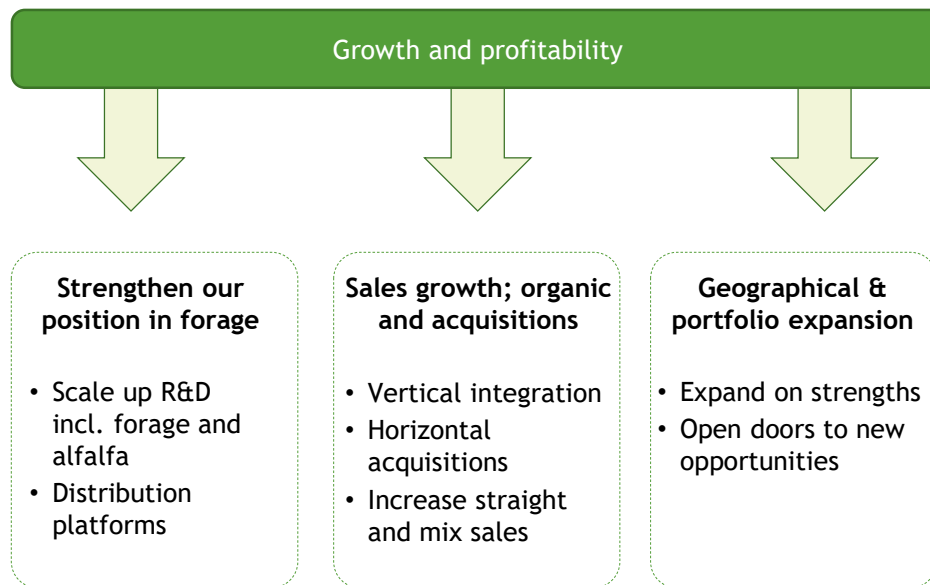 Growth and profitability
Strengthen our
position in forage
• Scale up R&D
incl. forage and
alfalfa
• Distribution
platforms
Sales growth; organic
and acquisitions
• Vertical integration
• Horizontal
acquisitions
• Increase straight
and mix sales
Geographical &
portfolio expansion
• Expand on strengths
• Open doors to new
opportunities